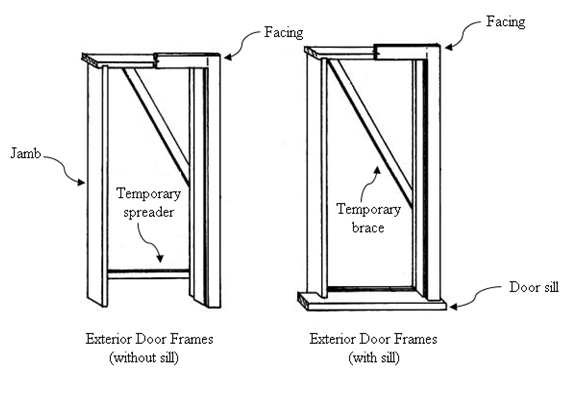 Facing
Facing
Jamb
Temporary
spreader
Temporary
brace
Door sill
Exterior Door Frames
(without sill)
Exterior Door Frames
(with sill)